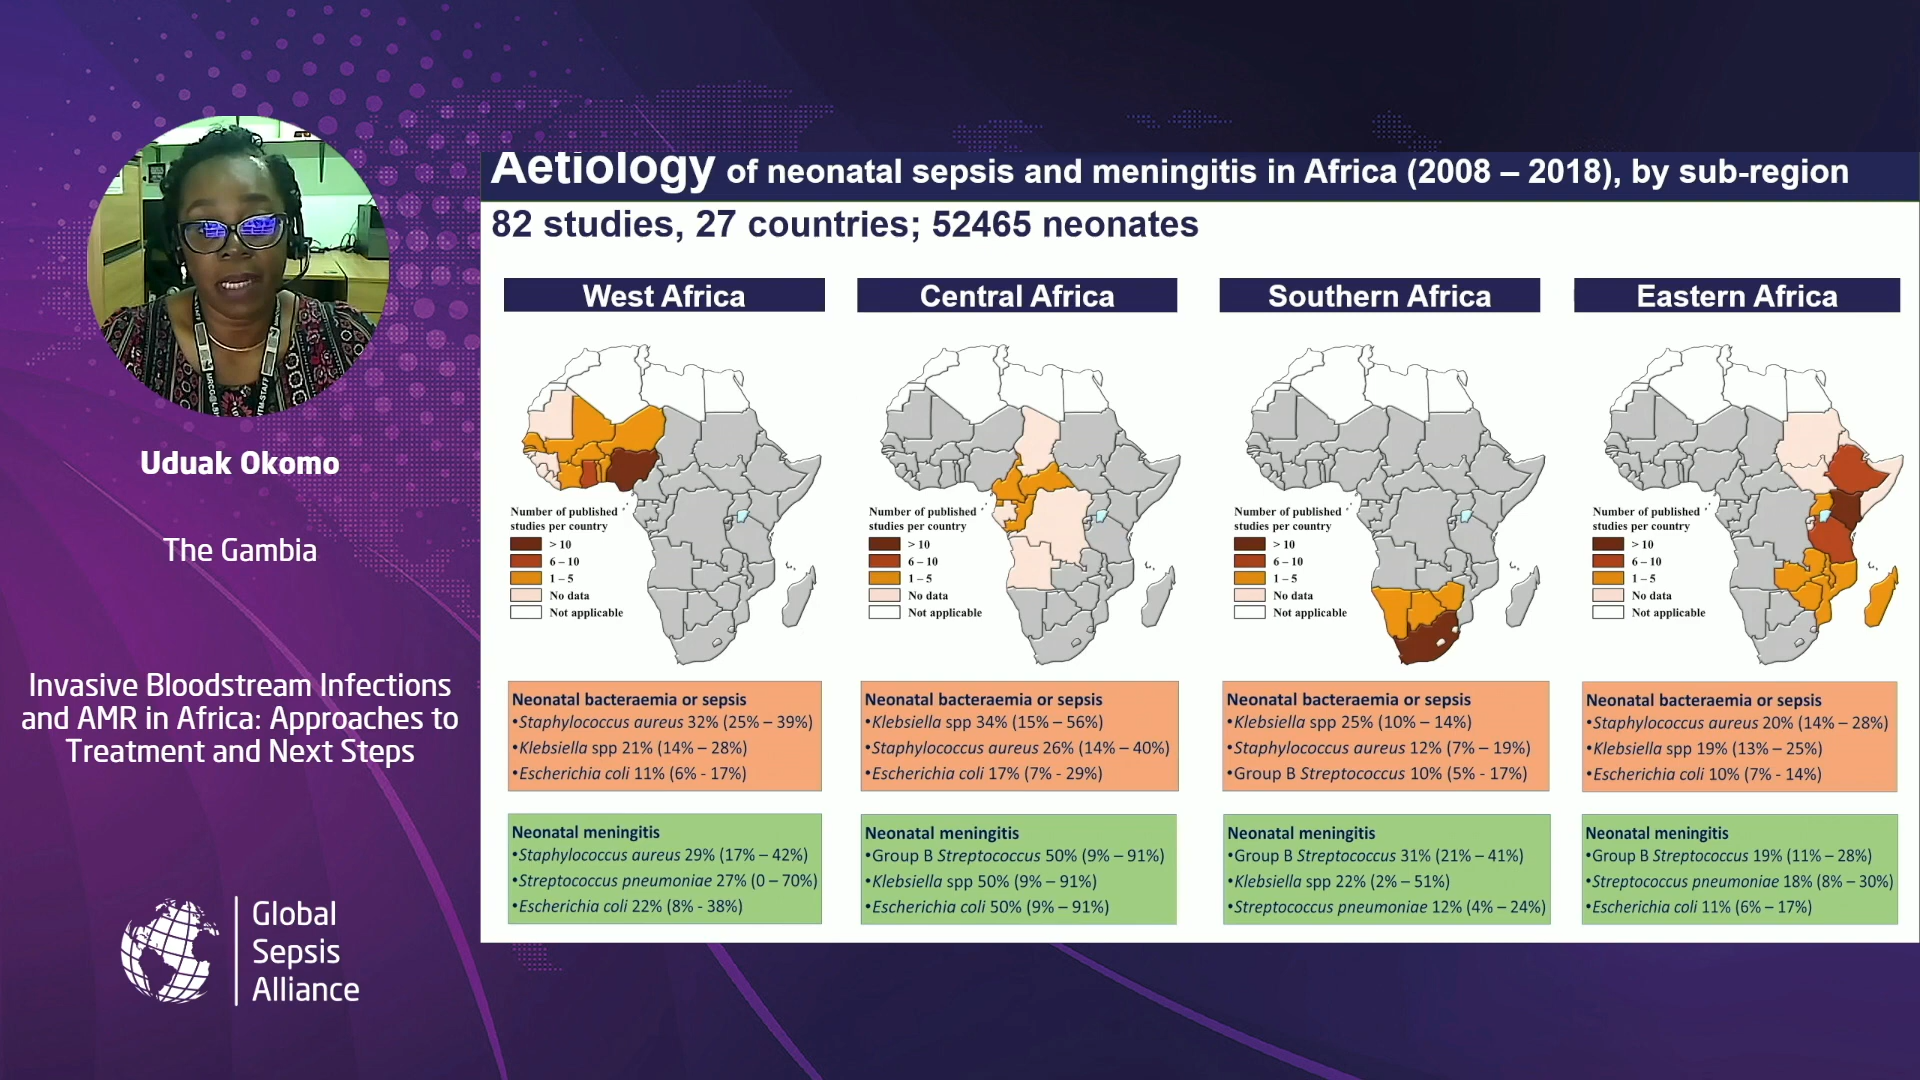 Aetiology of neonatal sepsis and meningitis in Africa (2008 – 2018), by sub-region
82 studies, 27 countries; 52465 neonates
West Africa
Number of published
studies per country
> 10
6 – 10
1 – 5
No data
Not applicable
Neonatal bacteraemia or sepsis
•Staphylococcus aureus 32% (25% – 39%)
•Klebsiella spp 21% (14% – 28%)
•Escherichia coli 11% (6% - 17%)
Neonatal meningitis
•Staphylococcus aureus 29% (17% – 42%)
•Streptococcus pneumoniae 27% (0 – 70%)
•Escherichia coli 22% (8% - 38%)
Central Africa
Number of published
studies per country
> 10
6 – 10
1 – 5
No data
Not applicable
Neonatal bacteraemia or sepsis
•Klebsiella spp 34% (15% – 56%)
•Staphylococcus aureus 26% (14% – 40%)
•Escherichia coli 17% (7% - 29%)
Neonatal meningitis
•Group B Streptococcus 50% (9% – 91%)
•Klebsiella spp 50% (9% – 91%)
•Escherichia coli 50% (9% – 91%)
Southern Africa
Number of published
studies per country
> 10
6 – 10
1 – 5
No data
Not applicable
Neonatal bacteraemia or sepsis
•Klebsiella spp 25% (10% – 14%)
•Staphylococcus aureus 12% (7% – 19%)
•Group B Streptococcus 10% (5% - 17%)
Neonatal meningitis
•Group B Streptococcus 31% (21% – 41%)
•Klebsiella spp 22% (2% – 51%)
•Streptococcus pneumoniae 12% (4% – 24%)
Eastern Africa
Number of published
studies per country
> 10
6 – 10
1 – 5
No data
Not applicable
Neonatal bacteraemia or sepsis
•Staphylococcus aureus 20% (14% – 28%)
•Klebsiella spp 19% (13% – 25%)
•Escherichia coli 10% (7% - 14%)
Neonatal meningitis
•Group B Streptococcus 19% (11% – 28%)
•Streptococcus pneumoniae 18% (8% – 30%)
•Escherichia coli 11% (6% – 17%)
Uduak Okomo
The Gambia
Invasive Bloodstream Infections
and AMR in Africa: Approaches to
Treatment and Next Steps
Global
Sepsis
Alliance